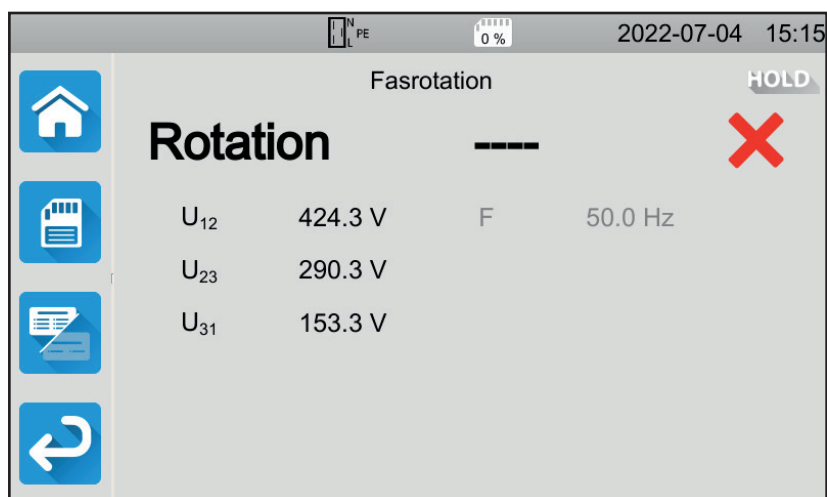 N
L PE 0 % 2022-07-04 15:15
Fasrotation HOLD
Rotation ----
U12 424.3 V F 50.0 Hz
U23 290.3 V
U31 153.3 V